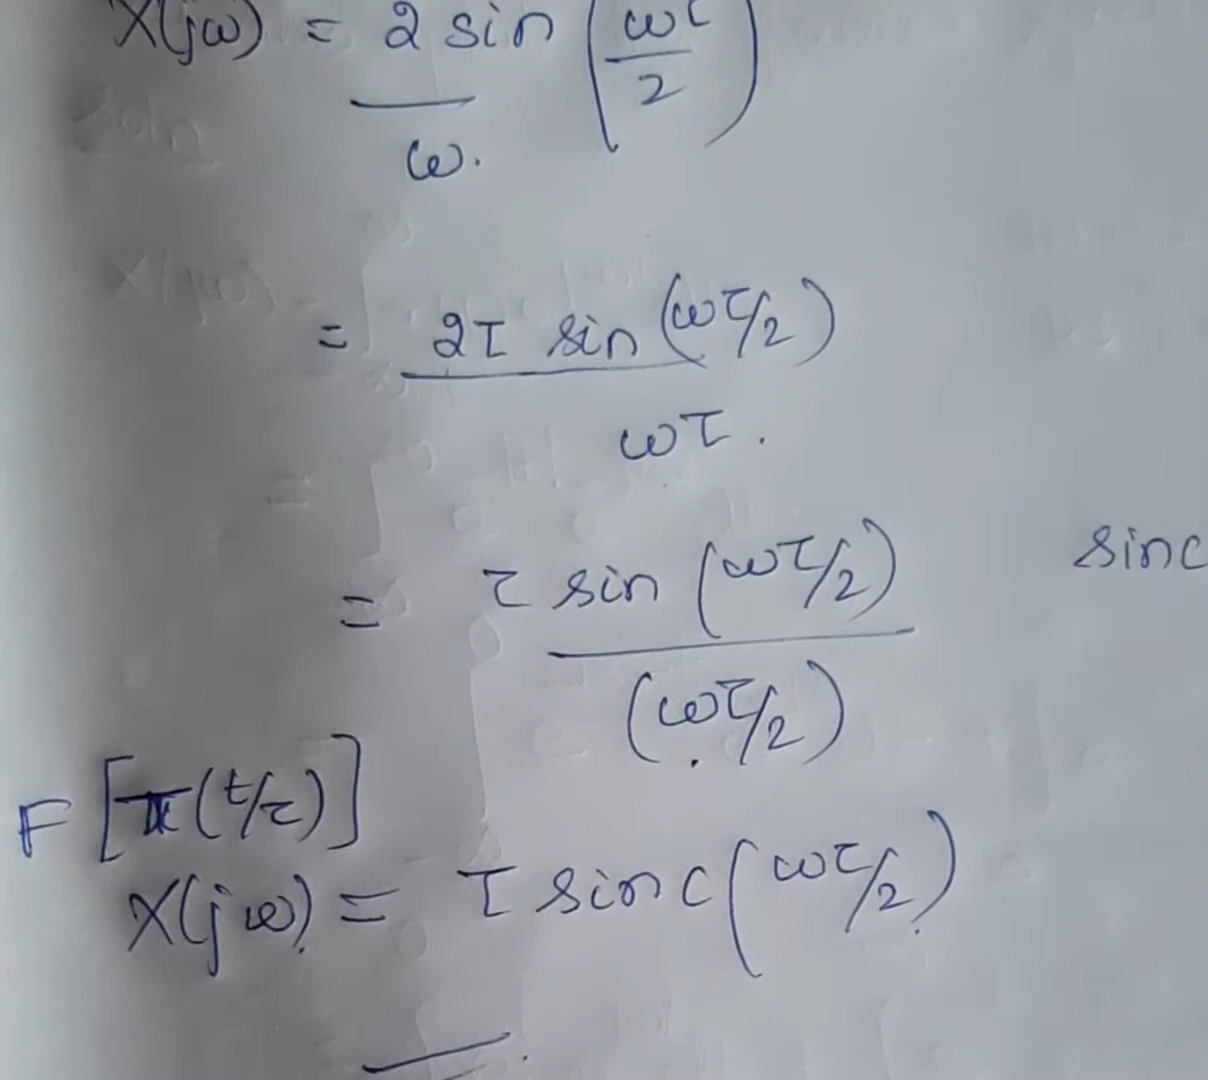 X(jω) = 2 sin (ωτ/2)
ω.
= 2τ sin (ωτ/2)
ωτ.
= τ sin (ωτ/2) sinc
(ωτ/2)
F [π(t/τ)]
X(jω) = τ sinc (ωτ/2)